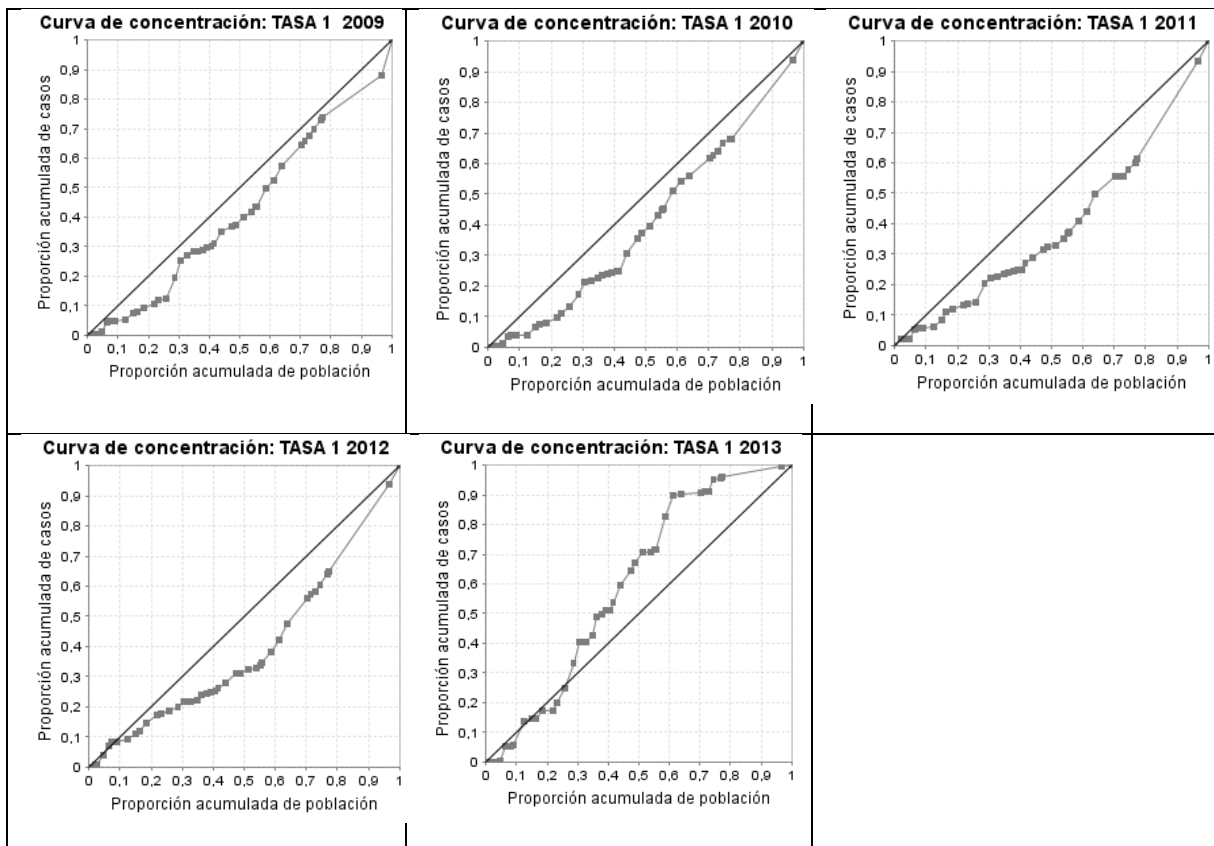 Curva de concentración: TASA 1  2009
Proporción acumulada de casos
1
0,9
0,8
0,7
0,6
0,5
0,4
0,3
0,2
0,1
0
0 0,1 0,2 0,3 0,4 0,5 0,6 0,7 0,8 0,9 1
Proporción acumulada de población
Curva de concentración: TASA 1 2010
Proporción acumulada de casos
1
0,9
0,8
0,7
0,6
0,5
0,4
0,3
0,2
0,1
0
0 0,1 0,2 0,3 0,4 0,5 0,6 0,7 0,8 0,9 1
Proporción acumulada de población
Curva de concentración: TASA 1 2011
Proporción acumulada de casos
1
0,9
0,8
0,7
0,6
0,5
0,4
0,3
0,2
0,1
0
0 0,1 0,2 0,3 0,4 0,5 0,6 0,7 0,8 0,9 1
Proporción acumulada de población
Curva de concentración: TASA 1 2012
Proporción acumulada de casos
1
0,9
0,8
0,7
0,6
0,5
0,4
0,3
0,2
0,1
0
0 0,1 0,2 0,3 0,4 0,5 0,6 0,7 0,8 0,9 1
Proporción acumulada de población
Curva de concentración: TASA 1 2013
Proporción acumulada de casos
1
0,9
0,8
0,7
0,6
0,5
0,4
0,3
0,2
0,1
0
0 0,1 0,2 0,3 0,4 0,5 0,6 0,7 0,8 0,9 1
Proporción acumulada de población